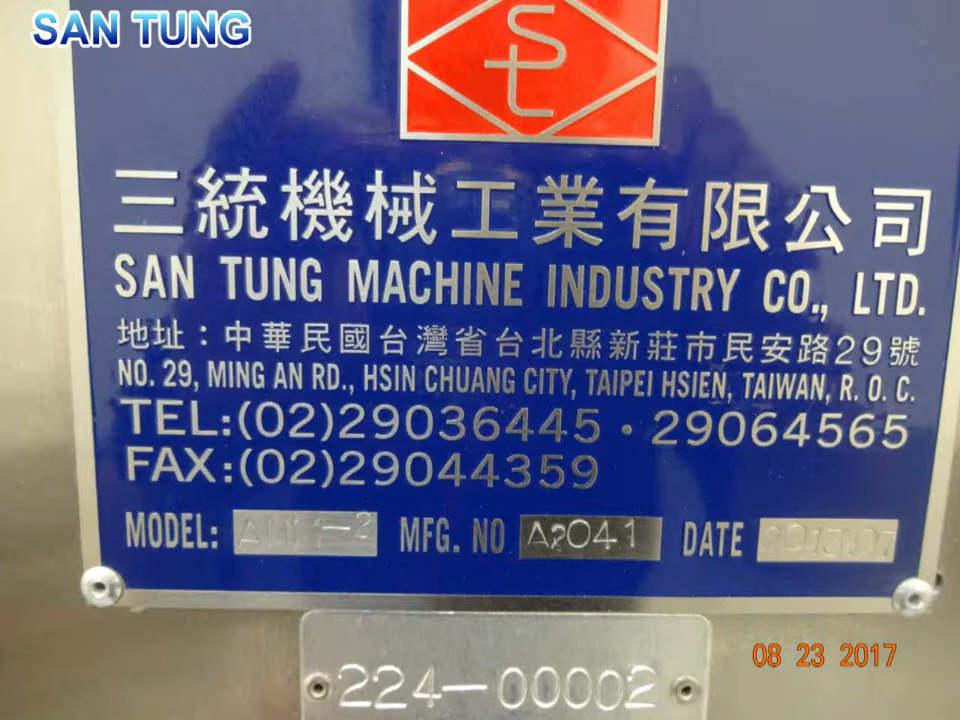 SAN TUNG
St
三統機械工業有限公司
SAN TUNG MACHINE INDUSTRY CO., LTD.
地址：中華民國台灣省台北縣新莊市民安路29號
NO. 29, MING AN RD., HSIN CHUANG CITY, TAIPEI HSIEN, TAIWAN, R. O. C.
TEL:(02)29036445・29064565
FAX:(02)29044359
MODEL: MFG. NO A2041 DATE
224-00002
08 23 2017